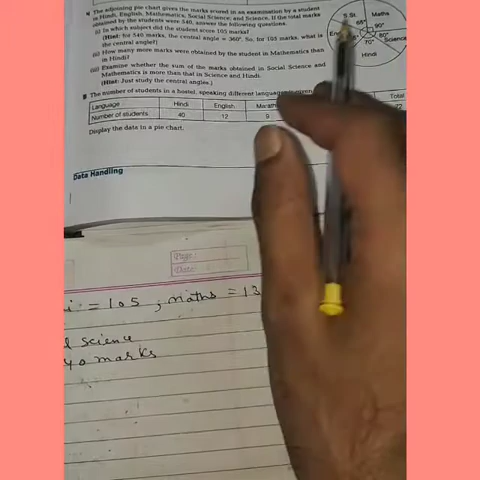 The adjoining pie chart gives the marks scored in an examination by a student
in Hindi, English, Mathematics, Social Science and Science. If the total marks
obtained by the students were 540, answer the following questions.
(i) In which subject did the student score 105 marks?
(Hint: for 540 marks, the central angle = 360°. So, for 105 marks, what is
the central angle?)
(ii) How many more marks were obtained by the student in Mathematics than
in Hindi?
(iii) Examine whether the sum of the marks obtained in Social Science and
Mathematics is more than that in Science and Hindi.
(Hint: Just study the central angles.)
S.St.
Maths
65°
90°
80°
Science
70°
Hindi
The number of students in a hostel, speaking different languages is given
Language Hindi English Marathi Total
Number of students 40 12 9 72
Display the data in a pie chart.
Data Handling
Page:
Date:
= 105 , maths = 13
science
40 marks